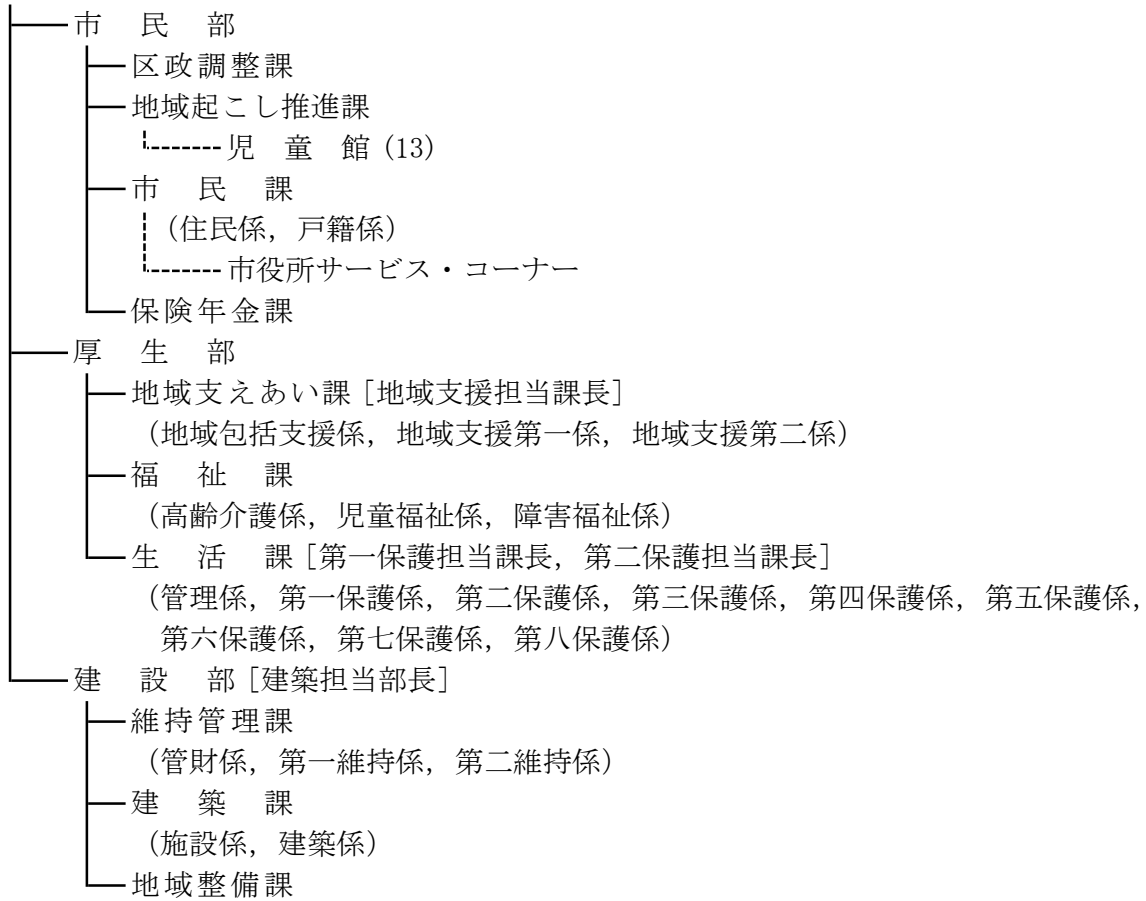 市　民　部
区政調整課
地域起こし推進課
児　童　館 (13)
市　民　課
（住民係，戸籍係）
市役所サービス・コーナー
保険年金課
厚　生　部
地域支えあい課［地域支援担当課長］
（地域包括支援係，地域支援第一係，地域支援第二係）
福　祉　課
（高齢介護係，児童福祉係，障害福祉係）
生　活　課［第一保護担当課長，第二保護担当課長］
（管理係，第一保護係，第二保護係，第三保護係，第四保護係，第五保護係，
第六保護係，第七保護係，第八保護係）
建　設　部［建築担当部長］
維持管理課
（管財係，第一維持係，第二維持係）
建　築　課
（施設係，建築係）
地域整備課